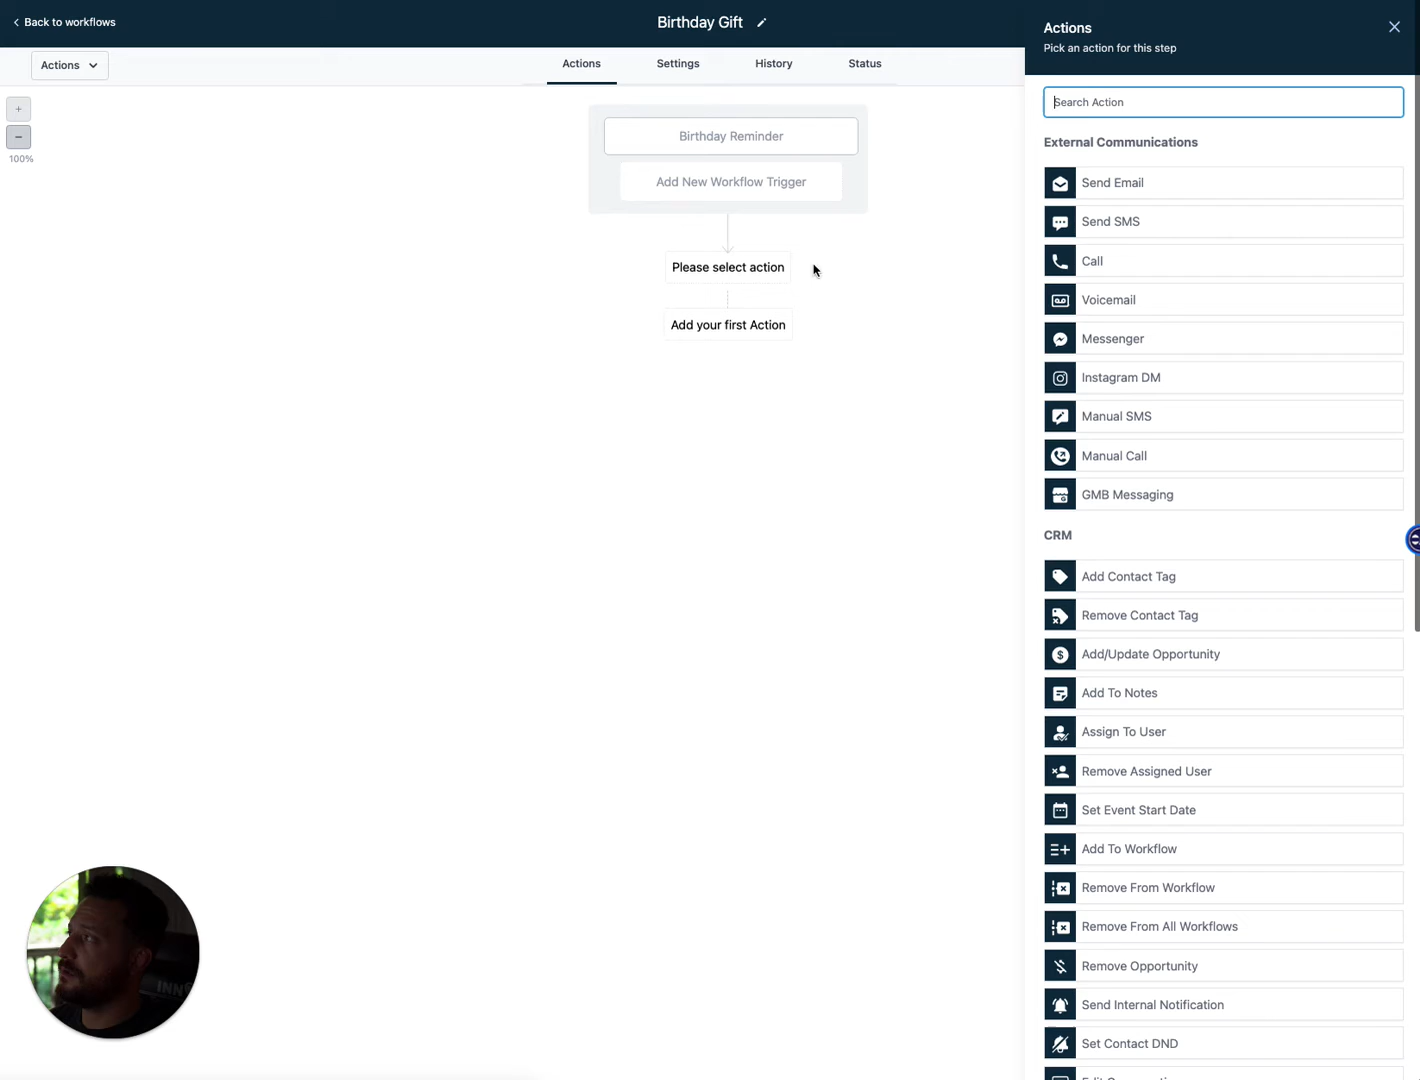 Back to workflows
Birthday Gift
Actions
Pick an action for this step
Actions
Actions
Settings
History
Status
+
−
100%
Birthday Reminder
Add New Workflow Trigger
Please select action
Add your first Action
Search Action
External Communications
Send Email
Send SMS
Call
Voicemail
Messenger
Instagram DM
Manual SMS
Manual Call
GMB Messaging
CRM
Add Contact Tag
Remove Contact Tag
Add/Update Opportunity
Add To Notes
Assign To User
Remove Assigned User
Set Event Start Date
Add To Workflow
Remove From Workflow
Remove From All Workflows
Remove Opportunity
Send Internal Notification
Set Contact DND